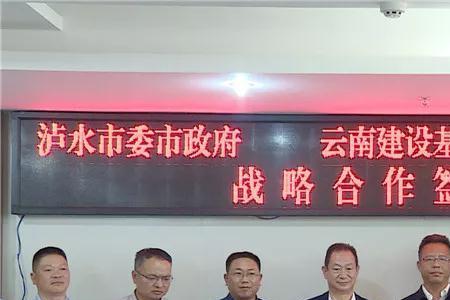 泸水市委市政府 云南建设基
战略合作签